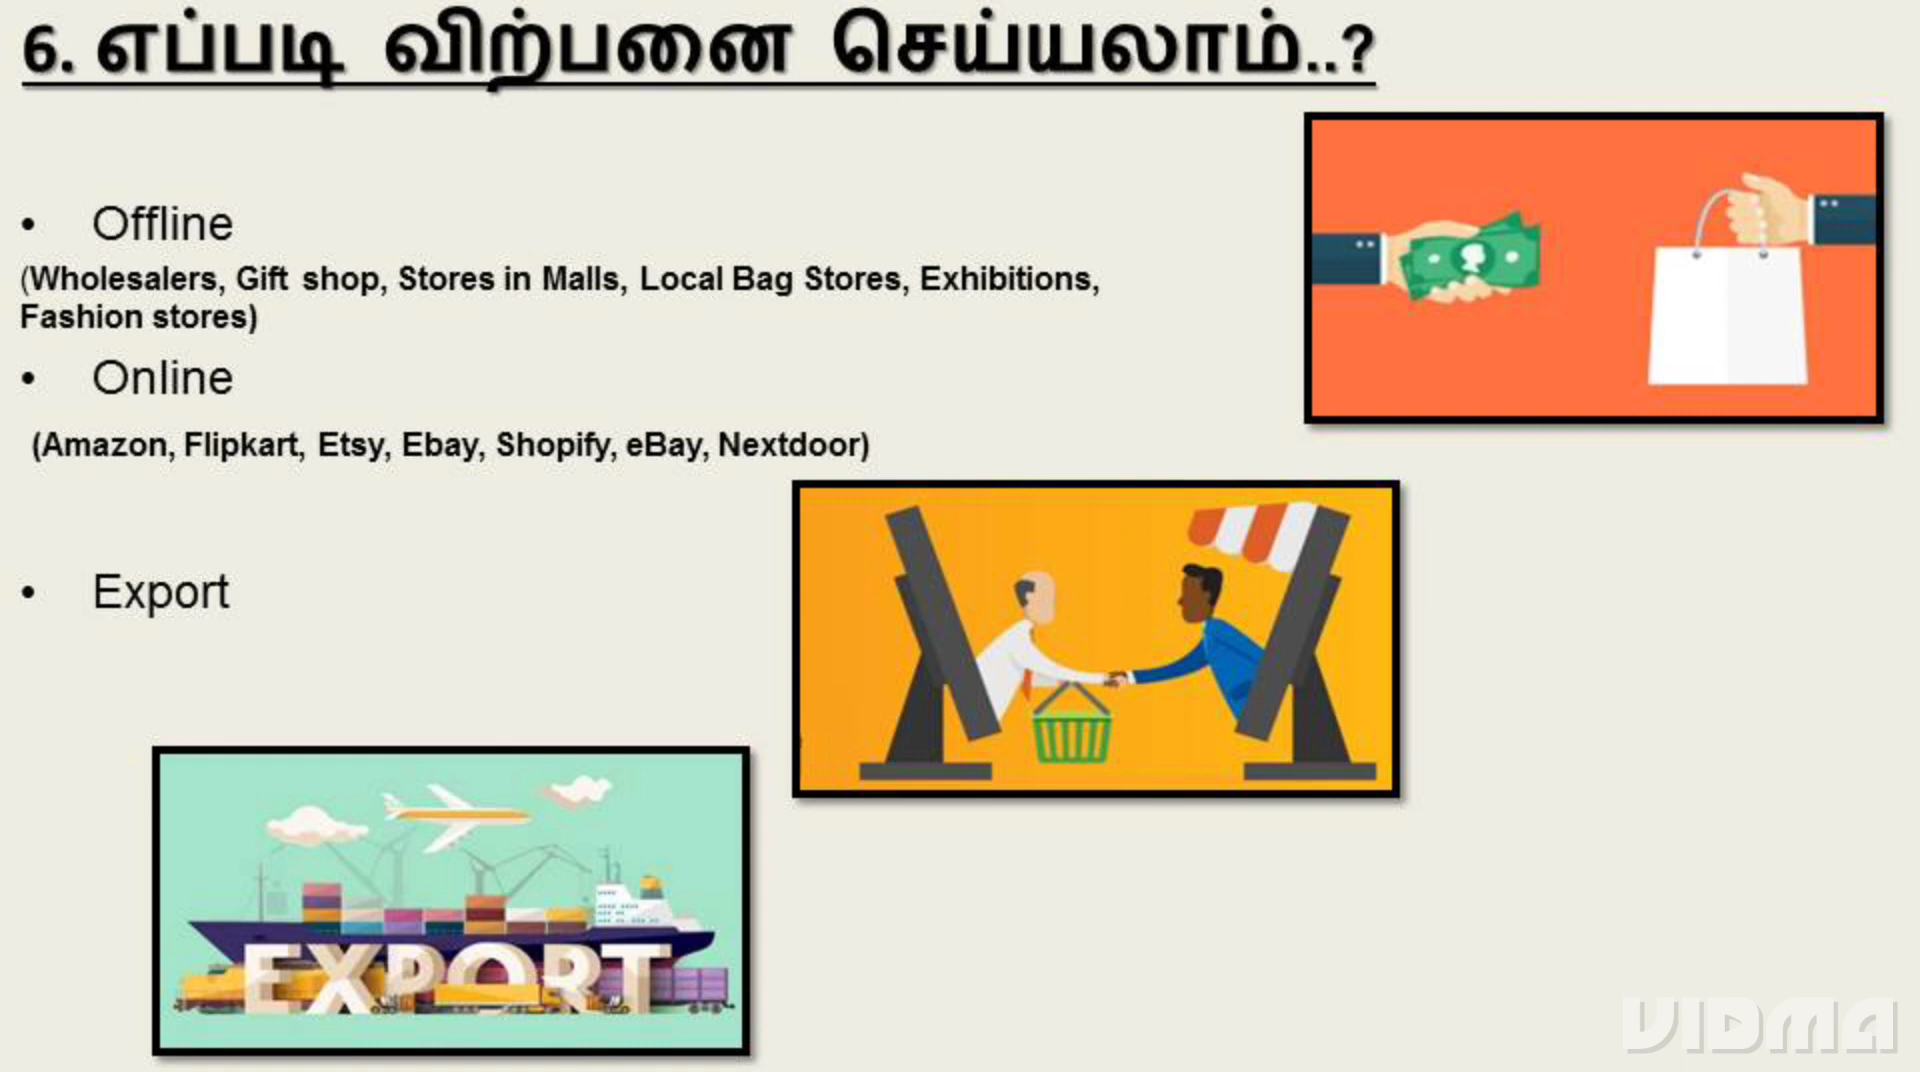 6. எப்படி விற்பனை செய்யலாம்..?
• Offline
(Wholesalers, Gift shop, Stores in Malls, Local Bag Stores, Exhibitions,
Fashion stores)
• Online
(Amazon, Flipkart, Etsy, Ebay, Shopify, eBay, Nextdoor)
• Export
EXPORT
VIDMA